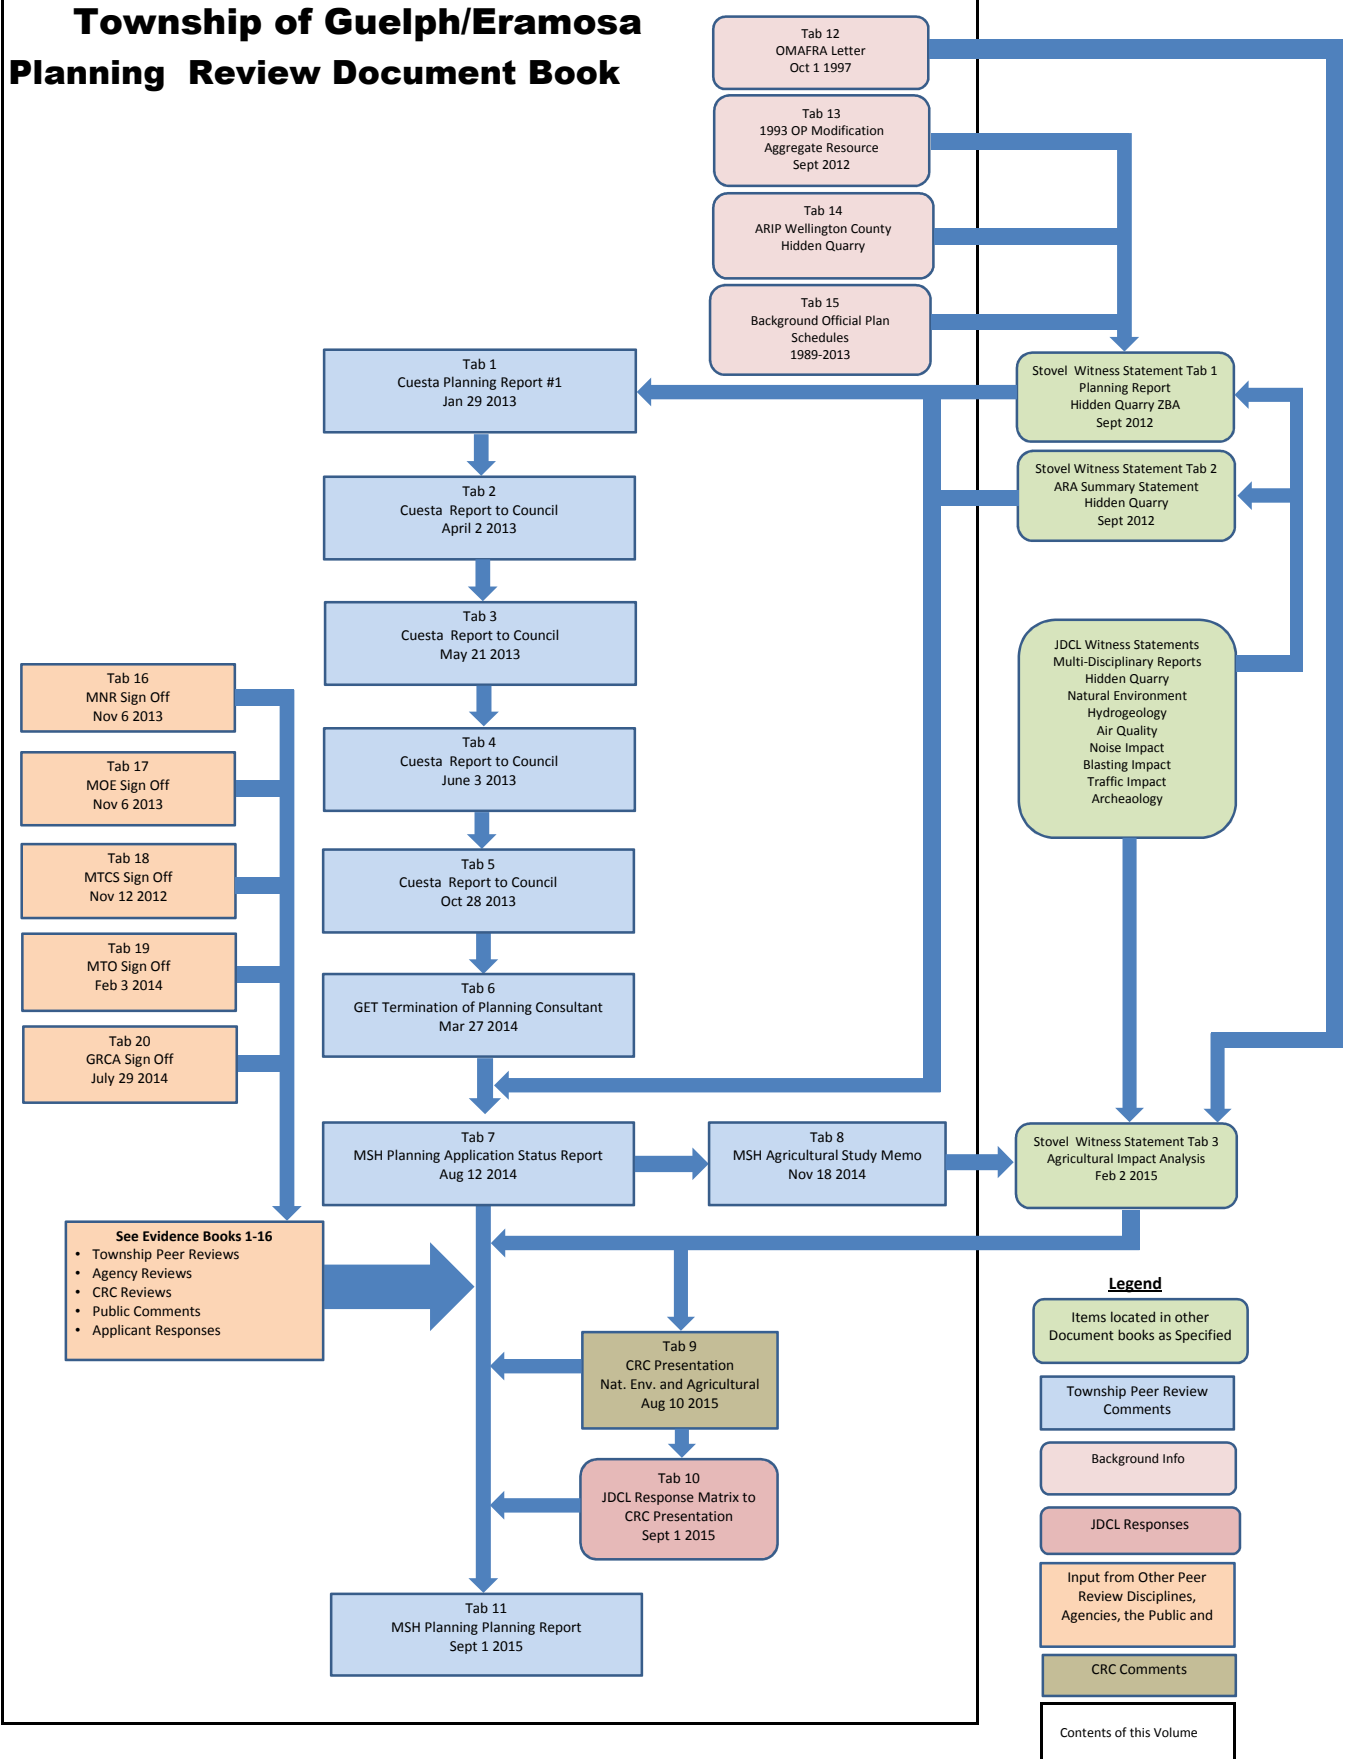 Township of Guelph/Eramosa
Planning Review Document Book
Tab 12
OMAFRA Letter
Oct 1 1997
Tab 13
1993 OP Modification
Aggregate Resource
Sept 2012
Tab 14
ARIP Wellington County
Hidden Quarry
Tab 15
Background Official Plan
Schedules
1989-2013
Stovel Witness Statement Tab 1
Planning Report
Hidden Quarry ZBA
Sept 2012
Stovel Witness Statement Tab 2
ARA Summary Statement
Hidden Quarry
Sept 2012
JDCL Witness Statements
Multi-Disciplinary Reports
Hidden Quarry
Natural Environment
Hydrogeology
Air Quality
Noise Impact
Blasting Impact
Traffic Impact
Archeaology
Tab 1
Cuesta Planning Report #1
Jan 29 2013
Tab 2
Cuesta Report to Council
April 2 2013
Tab 3
Cuesta Report to Council
May 21 2013
Tab 4
Cuesta Report to Council
June 3 2013
Tab 5
Cuesta Report to Council
Oct 28 2013
Tab 6
GET Termination of Planning Consultant
Mar 27 2014
Tab 16
MNR Sign Off
Nov 6 2013
Tab 17
MOE Sign Off
Nov 6 2013
Tab 18
MTCS Sign Off
Nov 12 2012
Tab 19
MTO Sign Off
Feb 3 2014
Tab 20
GRCA Sign Off
July 29 2014
Tab 7
MSH Planning Application Status Report
Aug 12 2014
Tab 8
MSH Agricultural Study Memo
Nov 18 2014
Stovel Witness Statement Tab 3
Agricultural Impact Analysis
Feb 2 2015
See Evidence Books 1-16
• Township Peer Reviews
• Agency Reviews
• CRC Reviews
• Public Comments
• Applicant Responses
Tab 9
CRC Presentation
Nat. Env. and Agricultural
Aug 10 2015
Tab 10
JDCL Response Matrix to
CRC Presentation
Sept 1 2015
Tab 11
MSH Planning Planning Report
Sept 1 2015
Legend
Items located in other
Document books as Specified
Township Peer Review
Comments
Background Info
JDCL Responses
Input from Other Peer
Review Disciplines,
Agencies, the Public and
CRC Comments
Contents of this Volume